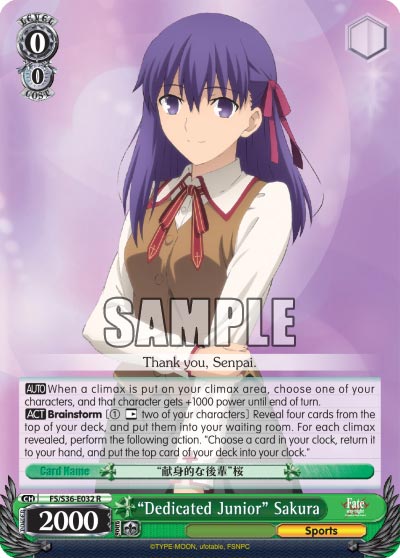 LEVEL
0
0
COST
SAMPLE
Thank you, Senpai.
AUTO When a climax is put on your climax area, choose one of your
characters, and that character gets +1000 power until end of turn.
ACT Brainstorm [① two of your characters] Reveal four cards from the
top of your deck, and put them into your waiting room. For each climax
revealed, perform the following action. "Choose a card in your clock, return it
to your hand, and put the top card of your deck into your clock."
Card Name "献身的な後輩"桜
CH FS/S36-E032 R
"Dedicated Junior" Sakura
POWER 2000
Fate
Sports
©TYPE-MOON, ufotable, FSNPC